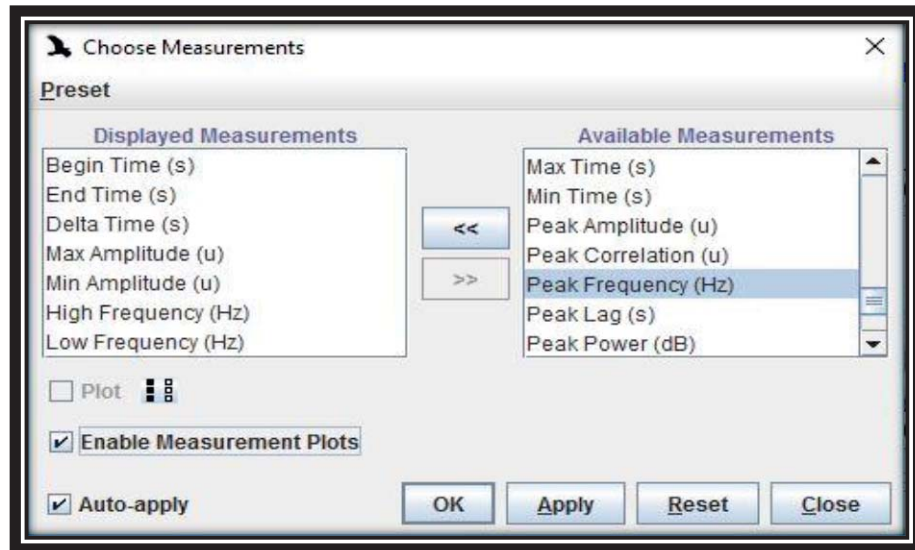 Choose Measurements
Preset
Displayed Measurements
Begin Time (s)
End Time (s)
Delta Time (s)
Max Amplitude (u)
Min Amplitude (u)
High Frequency (Hz)
Low Frequency (Hz)
<<
>>
Available Measurements
Max Time (s)
Min Time (s)
Peak Amplitude (u)
Peak Correlation (u)
Peak Frequency (Hz)
Peak Lag (s)
Peak Power (dB)
Plot
Enable Measurement Plots
Auto-apply
OK
Apply
Reset
Close